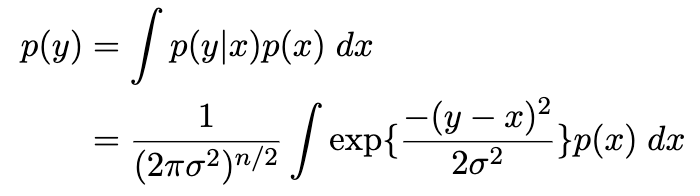 p(y) = ∫ p(y|x)p(x) dx
= 1/(2πσ²)^{n/2} ∫ exp{−(y − x)²/2σ²}p(x) dx